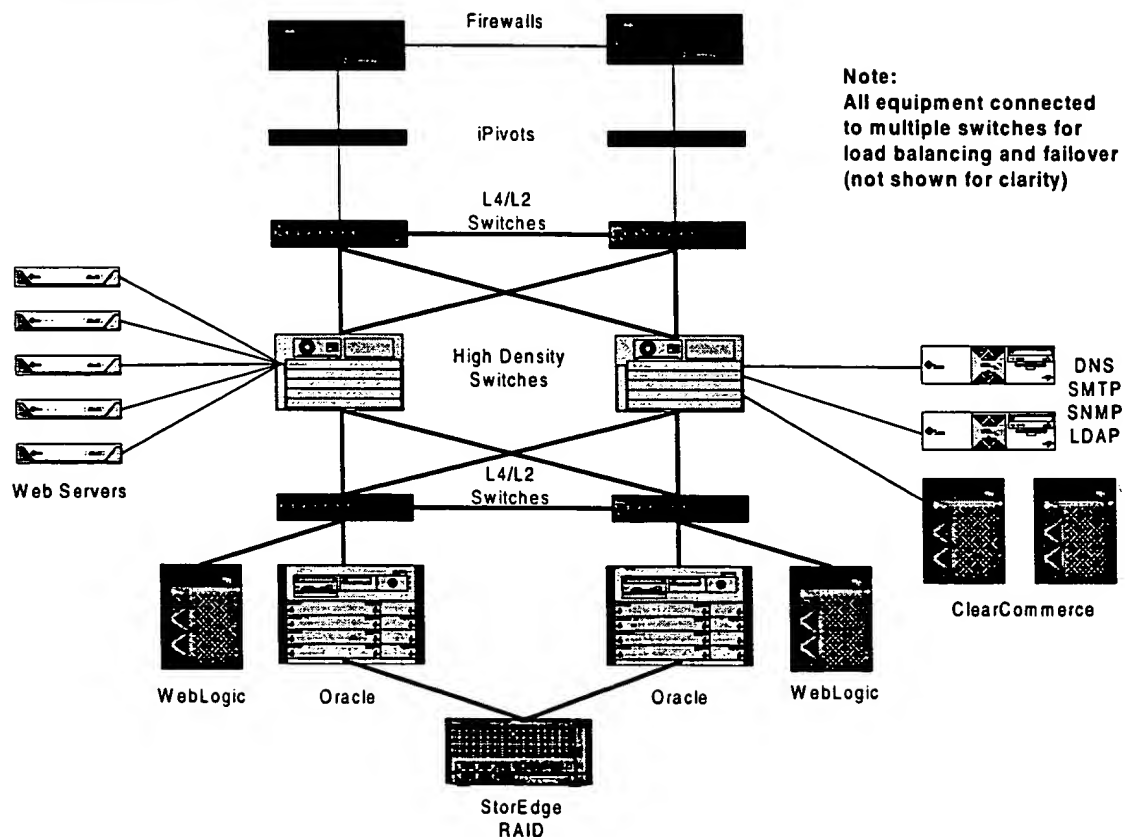 Firewalls
Note:
All equipment connected
to multiple switches for
load balancing and failover
(not shown for clarity)
iPivots
L4/L2
Switches
High Density
Switches
DNS
SMTP
SNMP
LDAP
Web Servers
L4/L2
Switches
ClearCommerce
WebLogic
Oracle
Oracle
WebLogic
StorEdge
RAID